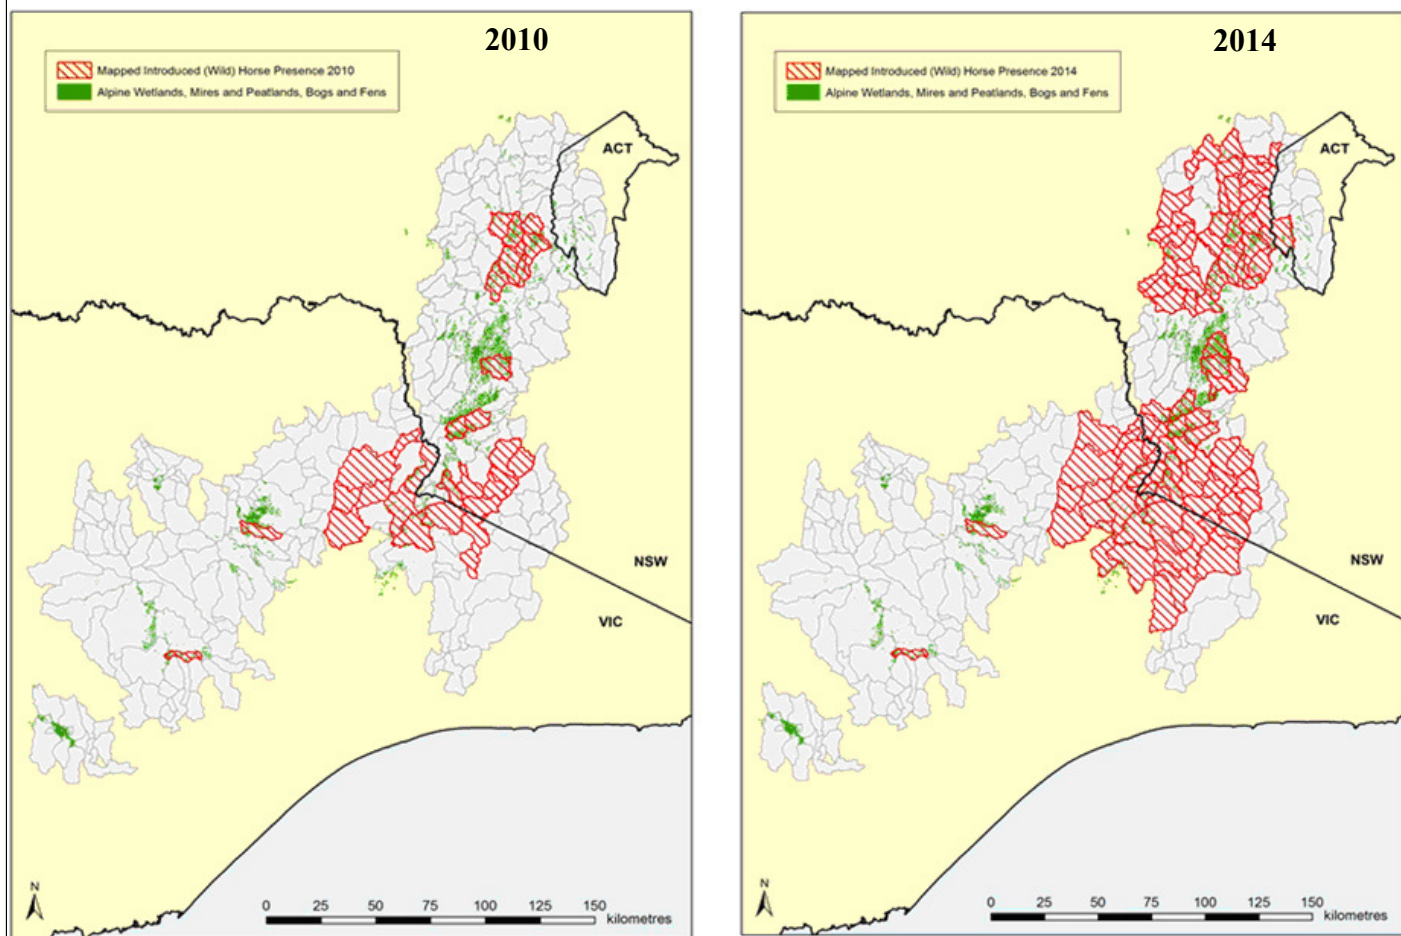 2010
Mapped Introduced (Wild) Horse Presence 2010
Alpine Wetlands, Mires and Peatlands, Bogs and Fens
ACT
NSW
VIC
N
0 25 50 75 100 125 150
kilometres
2014
Mapped Introduced (Wild) Horse Presence 2014
Alpine Wetlands, Mires and Peatlands, Bogs and Fens
ACT
NSW
VIC
N
0 25 50 75 100 125 150
kilometres